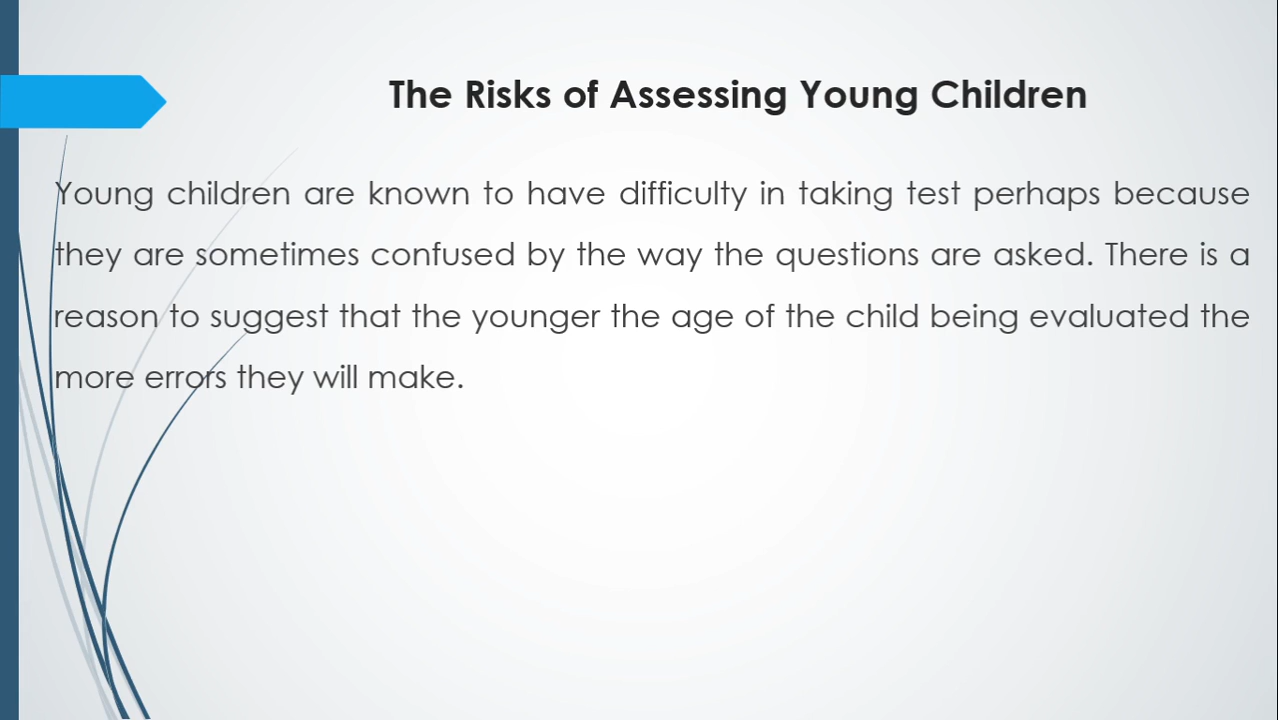 The Risks of Assessing Young Children
Young children are known to have difficulty in taking test perhaps because
they are sometimes confused by the way the questions are asked. There is a
reason to suggest that the younger the age of the child being evaluated the
more errors they will make.